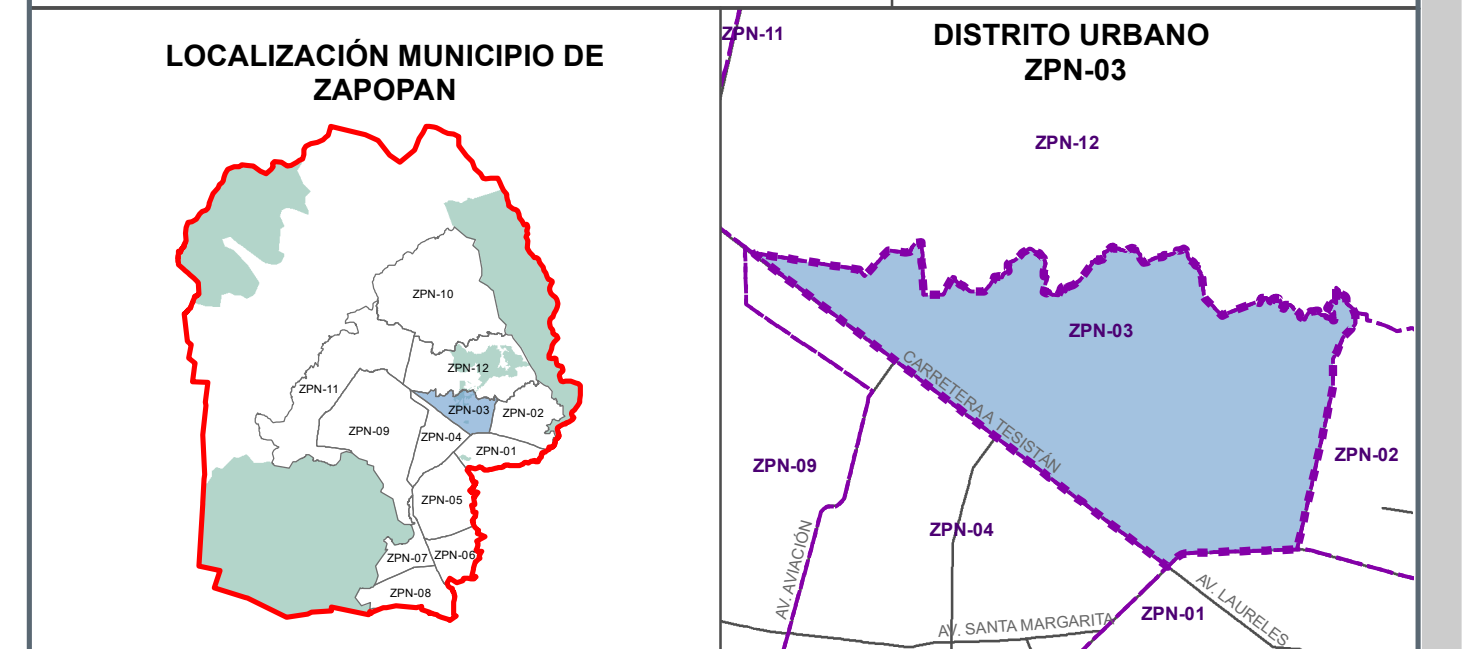 LOCALIZACIÓN MUNICIPIO DE
ZAPOPAN
ZPN-10
ZPN-12
ZPN-11
ZPN-03
ZPN-02
ZPN-09
ZPN-04
ZPN-01
ZPN-05
ZPN-07
ZPN-06
ZPN-08
DISTRITO URBANO
ZPN-03
ZPN-11
ZPN-12
ZPN-03
CARRETERA A TESISTÁN
ZPN-09
ZPN-02
ZPN-04
AV. AVIACIÓN
AV. SANTA MARGARITA
ZPN-01
AV. LAURELES